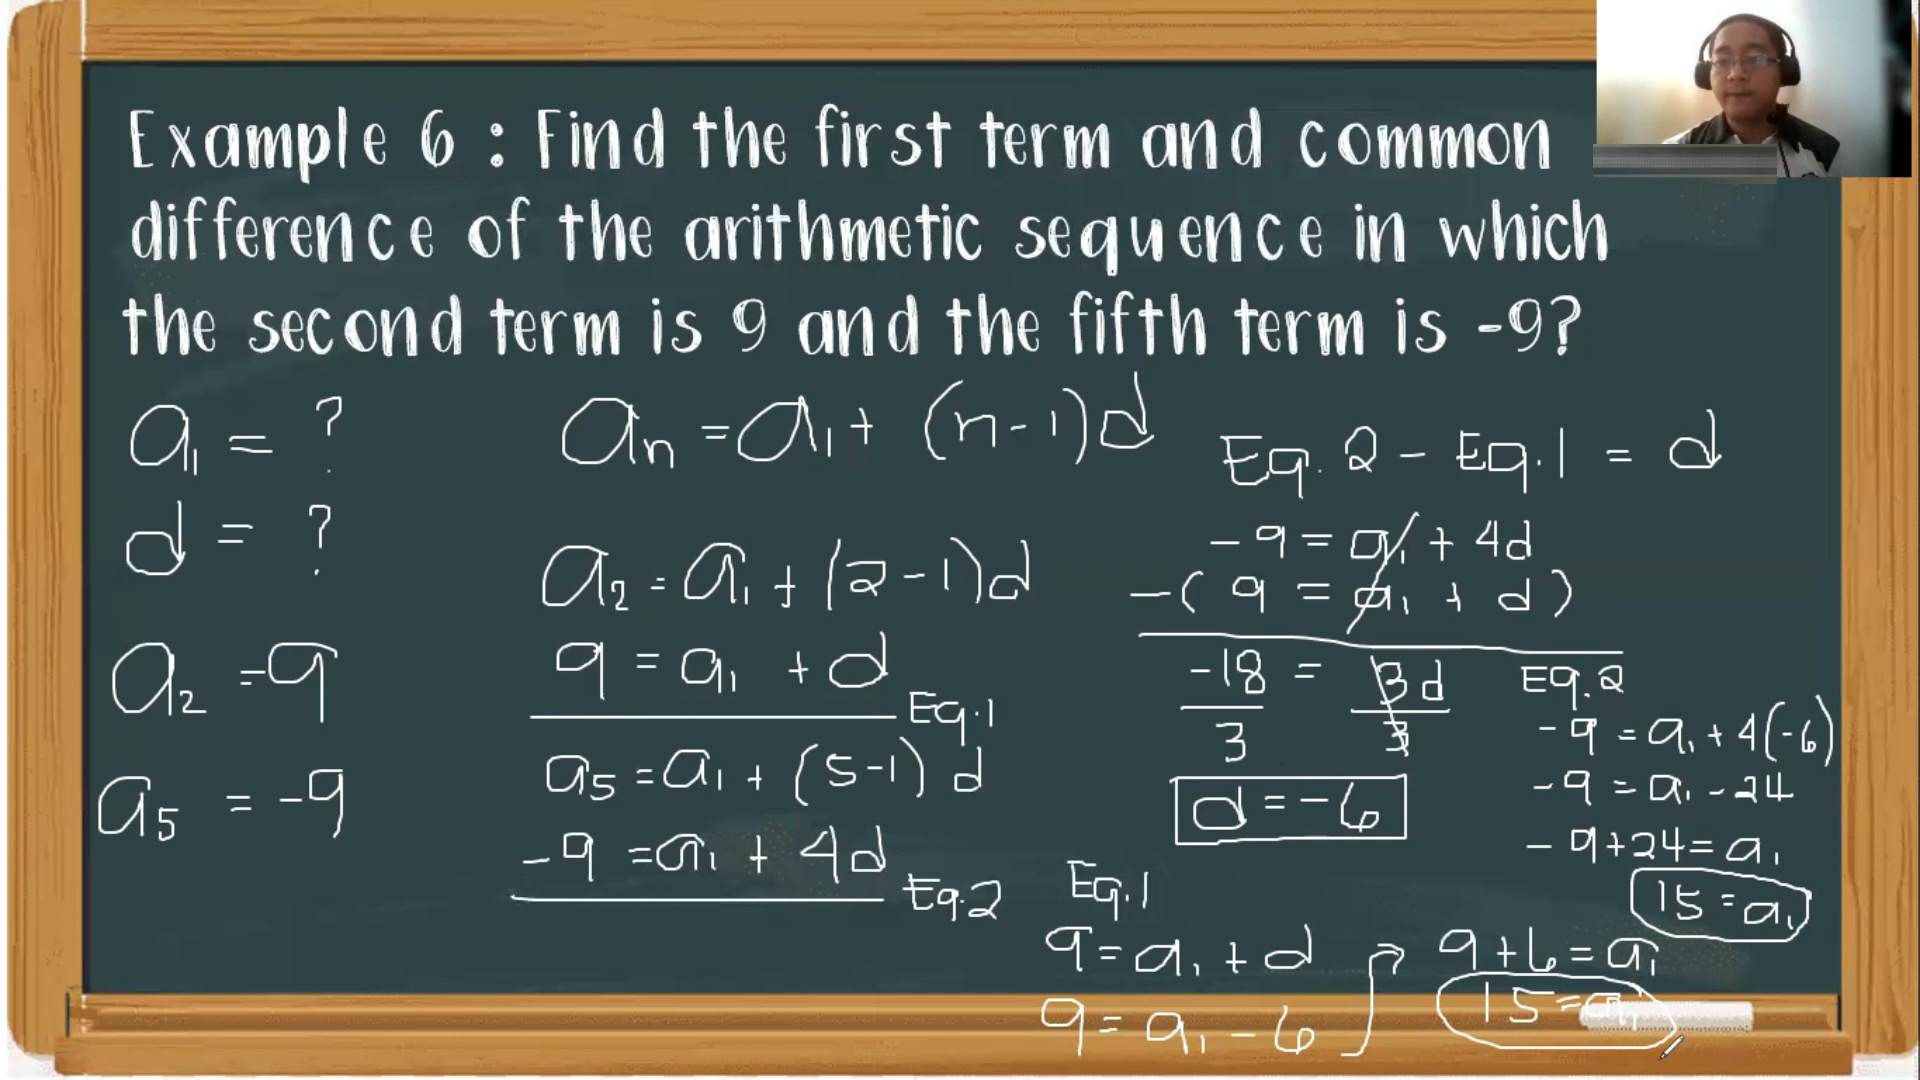 Example 6 : Find the first term and common
difference of the arithmetic sequence in which
the second term is 9 and the fifth term is -9?
a₁ = ?
d = ?
a₂ = 9
a₅ = -9
aₙ = a₁ + (n-1)d
a₂ = a₁ + (2-1)d
9 = a₁ + d
Eq.1
a₅ = a₁ + (5-1)d
-9 = a₁ + 4d
Eq.2
Eq. 2 - Eq.1 = d
-9 = a₁ + 4d
-( 9 = a₁ + d )
-18 = 3d
3 3
d = -6
Eq.2
-9 = a₁ + 4(-6)
-9 = a₁ - 24
-9+24 = a₁
15 = a₁
Eq.1
9 = a₁ + d
9 = a₁ - 6
9+6 = a₁
15 = a₁